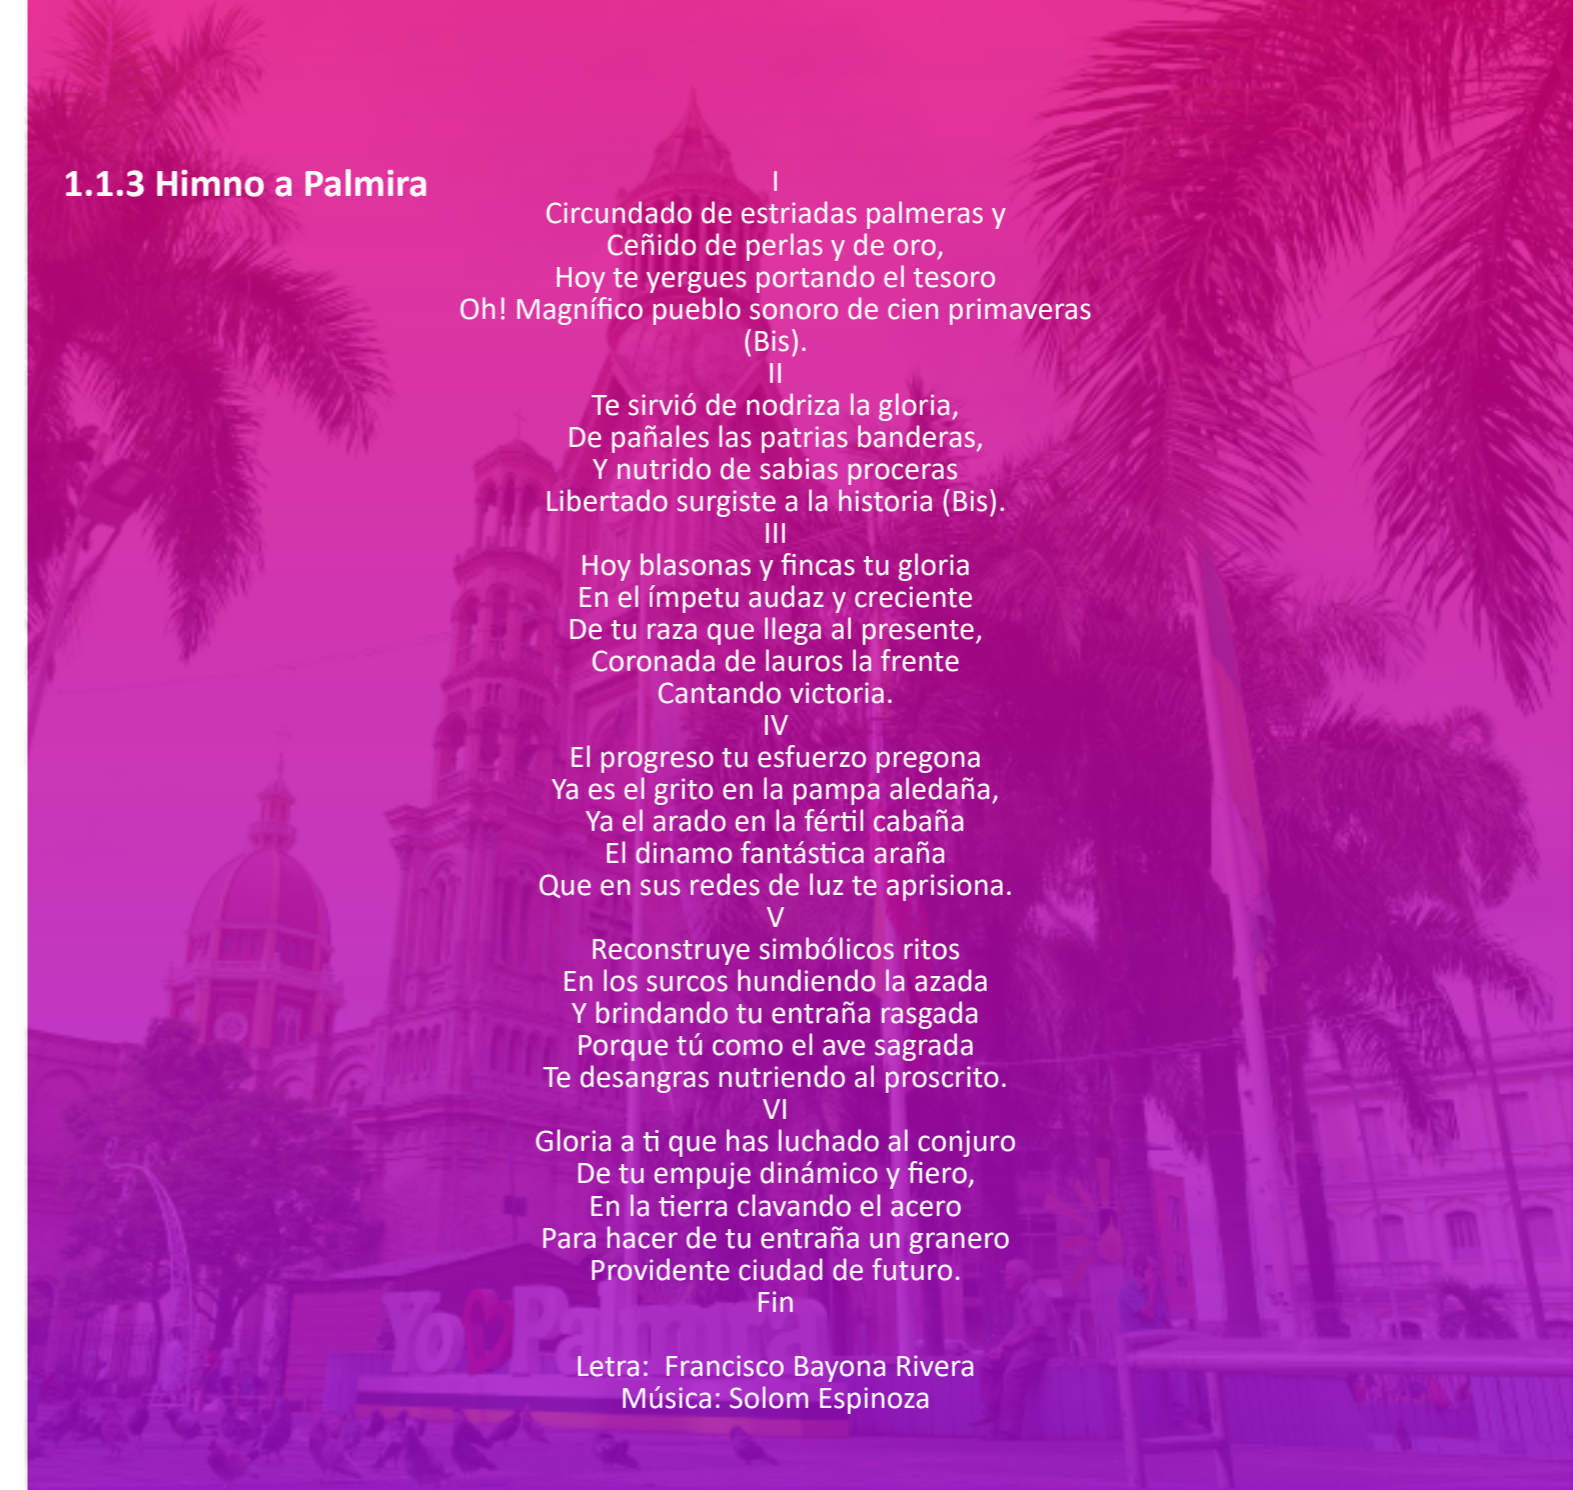 1.1.3 Himno a Palmira
I
Circundado de estriadas palmeras y
Ceñido de perlas y de oro,
Hoy te yergues portando el tesoro
Oh! Magnífico pueblo sonoro de cien primaveras
(Bis).
II
Te sirvió de nodriza la gloria,
De pañales las patrias banderas,
Y nutrido de sabias proceras
Libertado surgiste a la historia (Bis).
III
Hoy blasonas y fincas tu gloria
En el ímpetu audaz y creciente
De tu raza que llega al presente,
Coronada de lauros la frente
Cantando victoria.
IV
El progreso tu esfuerzo pregona
Ya es el grito en la pampa aledaña,
Ya el arado en la fértil cabaña
El dinamo fantástica araña
Que en sus redes de luz te aprisiona.
V
Reconstruye simbólicos ritos
En los surcos hundiendo la azada
Y brindando tu entraña rasgada
Porque tú como el ave sagrada
Te desangras nutriendo al proscrito.
VI
Gloria a ti que has luchado al conjuro
De tu empuje dinámico y fiero,
En la tierra clavando el acero
Para hacer de tu entraña un granero
Providente ciudad de futuro.
Fin
Yo Palmira
Letra: Francisco Bayona Rivera
Música: Solom Espinoza